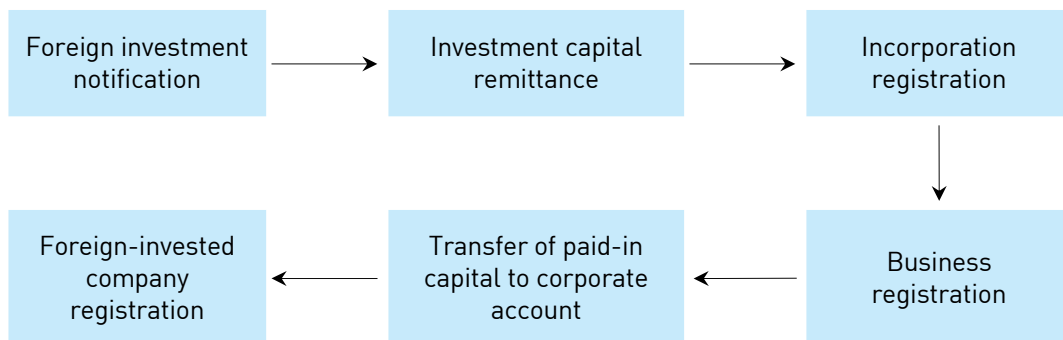 Foreign investment
notification
Investment capital
remittance
Incorporation
registration
Business
registration
Transfer of paid-in
capital to corporate
account
Foreign-invested
company
registration